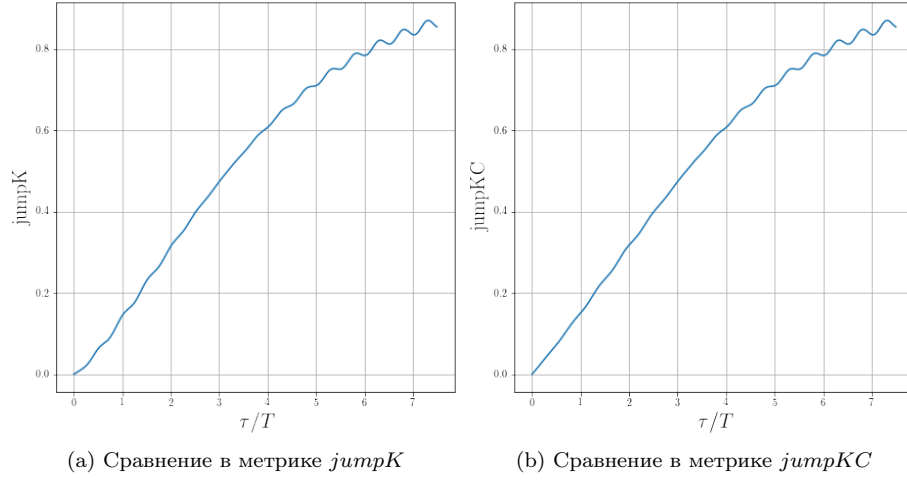 jumpK
0.8
0.6
0.4
0.2
0.0
0 1 2 3 4 5 6 7
τ/T
(a) Сравнение в метрике jumpK
jumpKC
0.8
0.6
0.4
0.2
0.0
0 1 2 3 4 5 6 7
τ/T
(b) Сравнение в метрике jumpKC